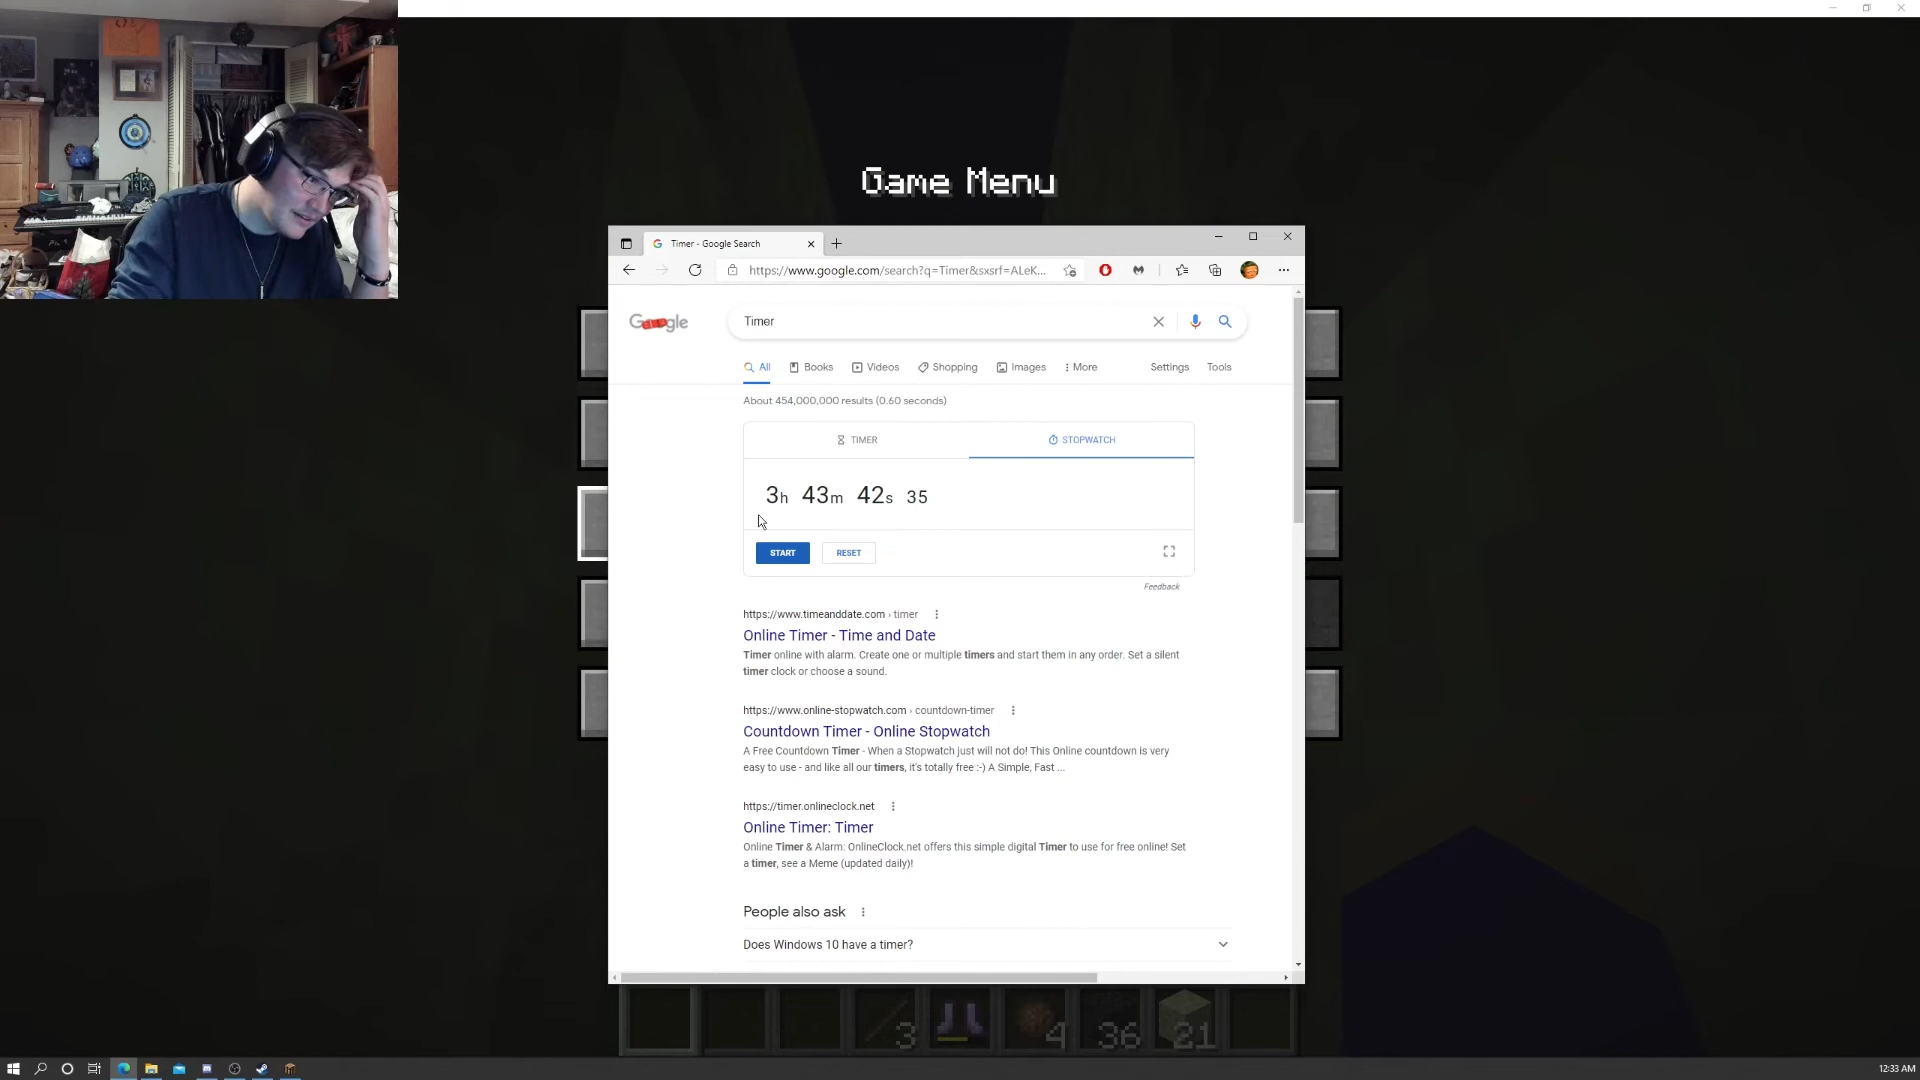 Game Menu
Timer - Google Search
https://www.google.com/search?q=Timer&sxsrf=ALeK...
Google
Timer
All
Books
Videos
Shopping
Images
More
Settings
Tools
About 454,000,000 results (0.60 seconds)
TIMER
STOPWATCH
3h 43m 42s 35
START
RESET
Feedback
https://www.timeanddate.com › timer
Online Timer - Time and Date
Timer online with alarm. Create one or multiple timers and start them in any order. Set a silent
timer clock or choose a sound.
https://www.online-stopwatch.com › countdown-timer
Countdown Timer - Online Stopwatch
A Free Countdown Timer - When a Stopwatch just will not do! This Online countdown is very
easy to use - and like all our timers, it's totally free :-) A Simple, Fast ...
https://timer.onlineclock.net
Online Timer: Timer
Online Timer & Alarm: OnlineClock.net offers this simple digital Timer to use for free online! Set
a timer, see a Meme (updated daily)!
People also ask
Does Windows 10 have a timer?
3
4
36
21
12:33 AM